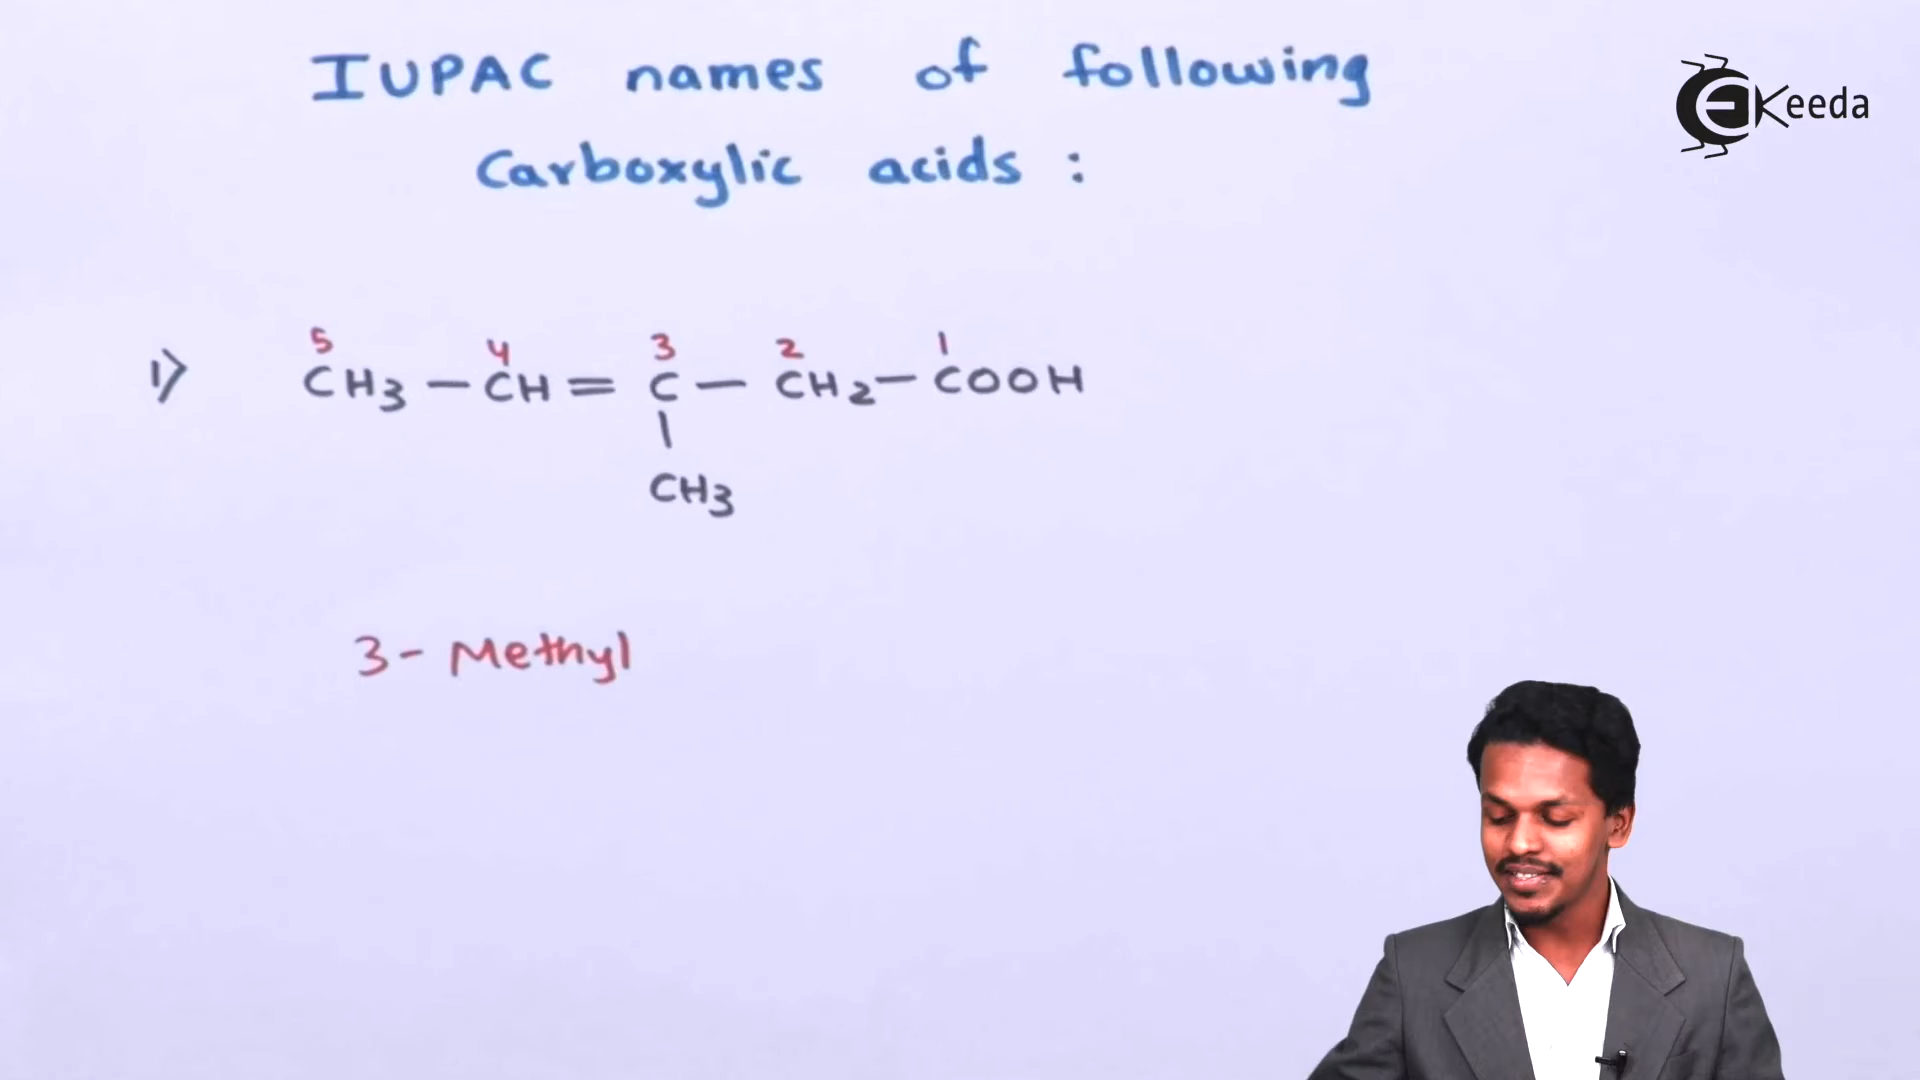 IUPAC names of following
Carboxylic acids :
Keeda
5 4 3 2 1
1) CH3 - CH = C - CH2 - COOH
|
CH3
3 - Methyl